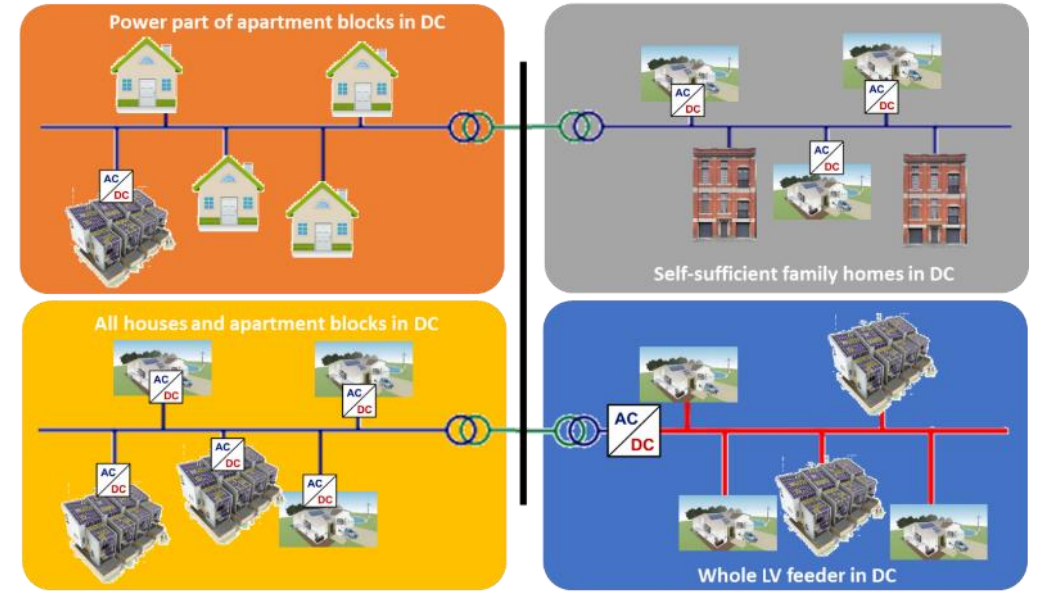 Power part of apartment blocks in DC
AC
DC
AC
DC
AC
DC
AC
DC
Self-sufficient family homes in DC
All houses and apartment blocks in DC
AC
DC
AC
DC
AC
DC
AC
DC
AC
DC
AC
DC
Whole LV feeder in DC